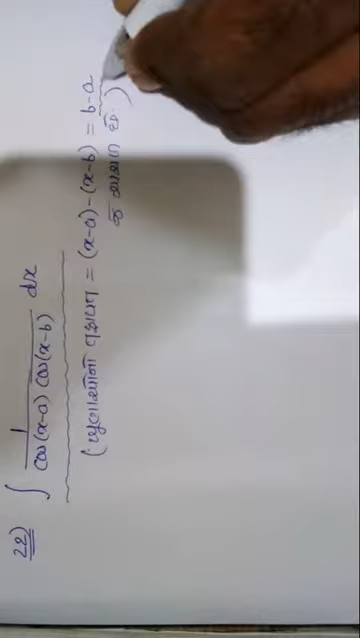 22) ∫ 1/(cos(x-a) cos(x-b)) dx
(ખૂણાઓનો તફાવત = (x-a)-(x-b) = b-a
જે અચળ છે.)